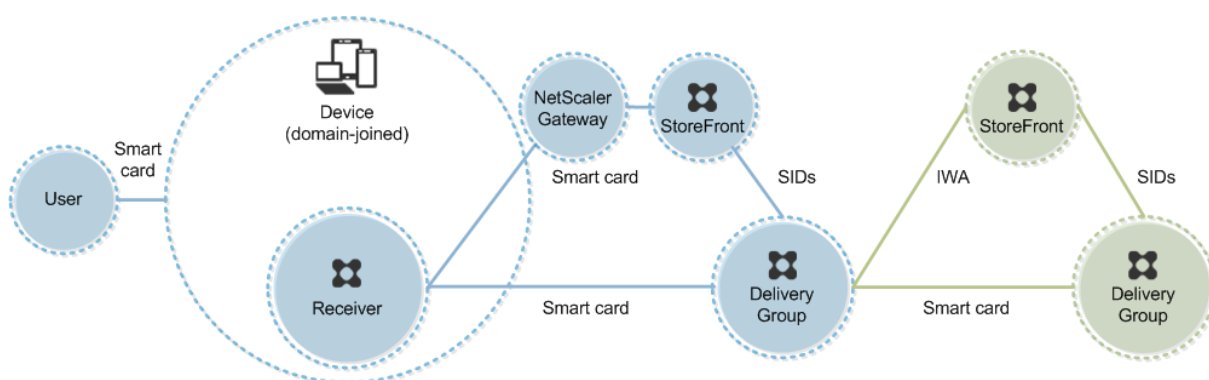 Device
(domain-joined)
NetScaler
Gateway
StoreFront
StoreFront
Smart
card
User
Smart card
SIDs
IWA
SIDs
Receiver
Smart card
Delivery
Group
Smart card
Delivery
Group